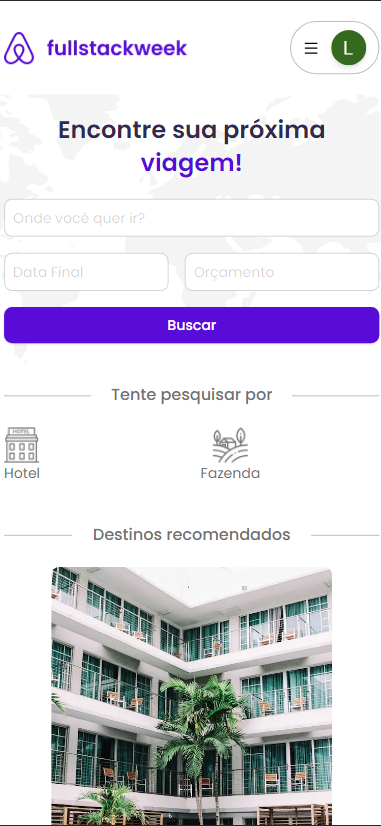 fullstackweek
L
Encontre sua próxima
viagem!
Onde você quer ir?
Data Final
Orçamento
Buscar
Tente pesquisar por
HOTEL
Hotel
Fazenda
Destinos recomendados